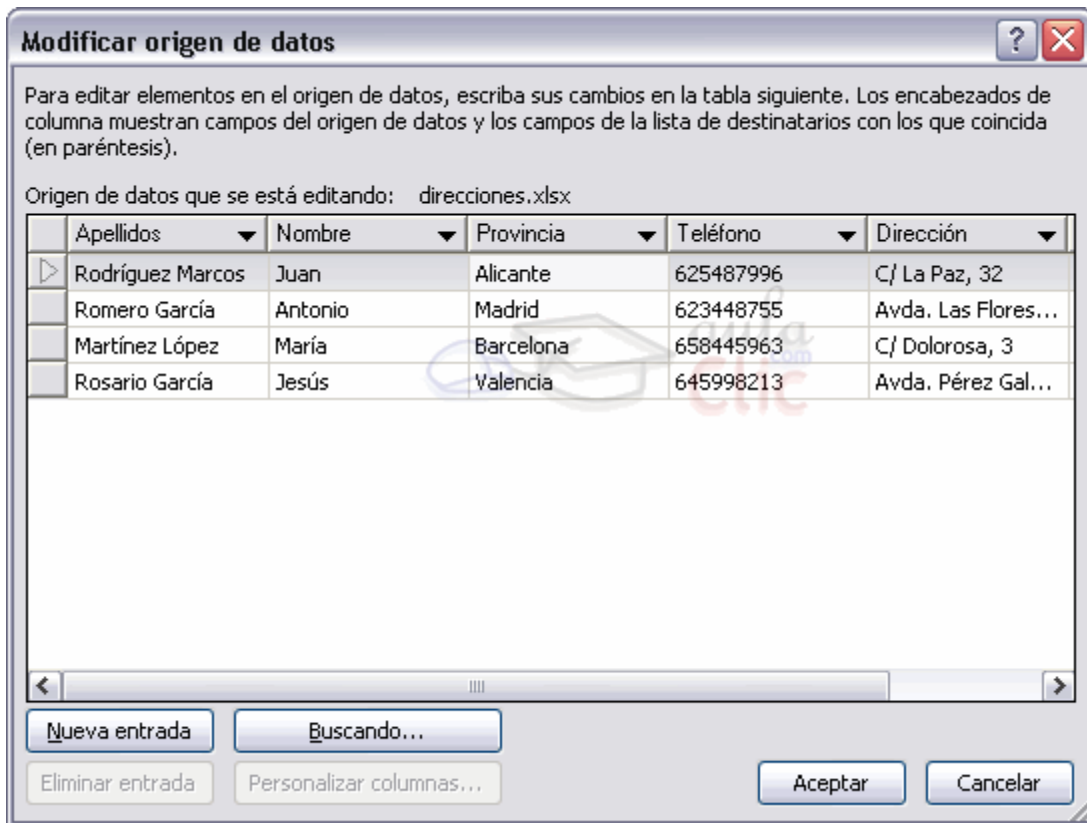 Modificar origen de datos
Para editar elementos en el origen de datos, escriba sus cambios en la tabla siguiente. Los encabezados de
columna muestran campos del origen de datos y los campos de la lista de destinatarios con los que coincida
(en paréntesis).
Origen de datos que se está editando: direcciones.xlsx
Apellidos Nombre Provincia Teléfono Dirección
Rodríguez Marcos Juan Alicante 625487996 C/ La Paz, 32
Romero García Antonio Madrid 623448755 Avda. Las Flores...
Martínez López María Barcelona 658445963 C/ Dolorosa, 3
Rosario García Jesús Valencia 645998213 Avda. Pérez Gal...
aula
.com
Clic
Nueva entrada Buscando...
Eliminar entrada Personalizar columnas... Aceptar Cancelar